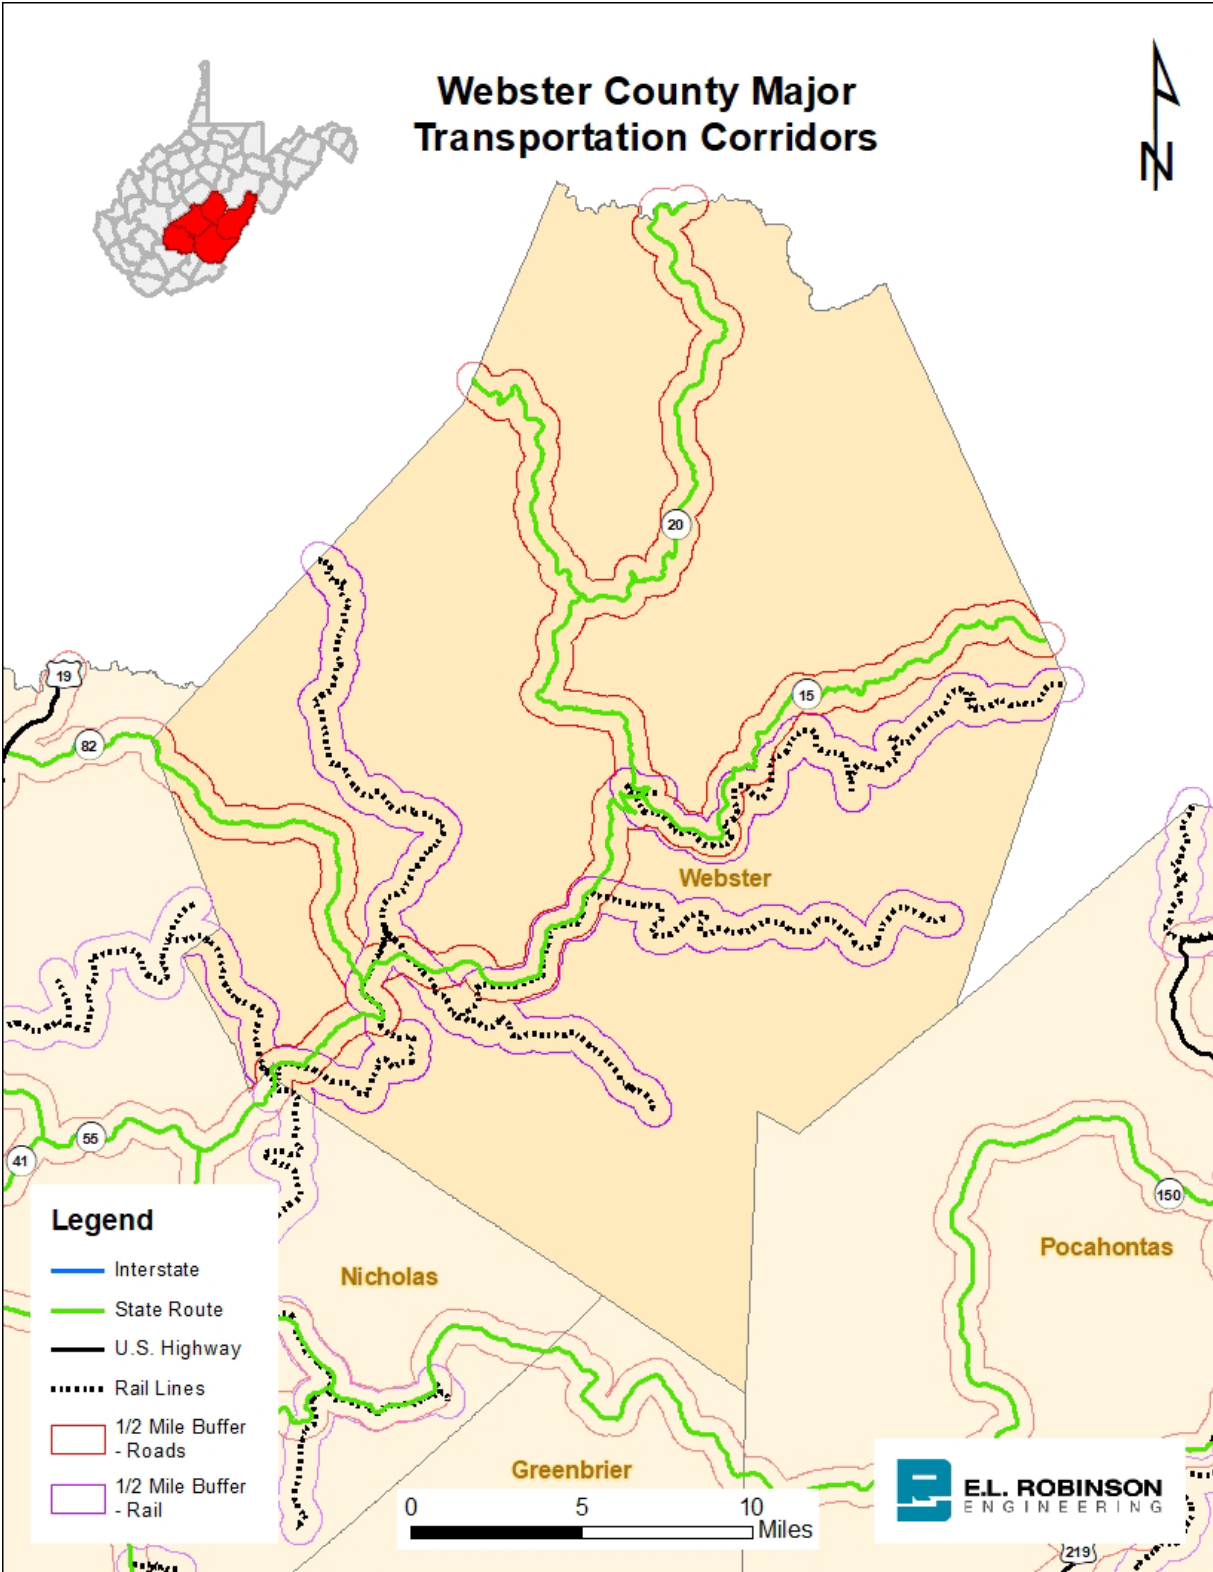 Webster County Major
Transportation Corridors
N
20
19
82
15
Webster
55
41
150
Pocahontas
Nicholas
Greenbrier
219
Legend
Interstate
State Route
U.S. Highway
Rail Lines
1/2 Mile Buffer
- Roads
1/2 Mile Buffer
- Rail
0 5 10
Miles
E.L. ROBINSON
ENGINEERING